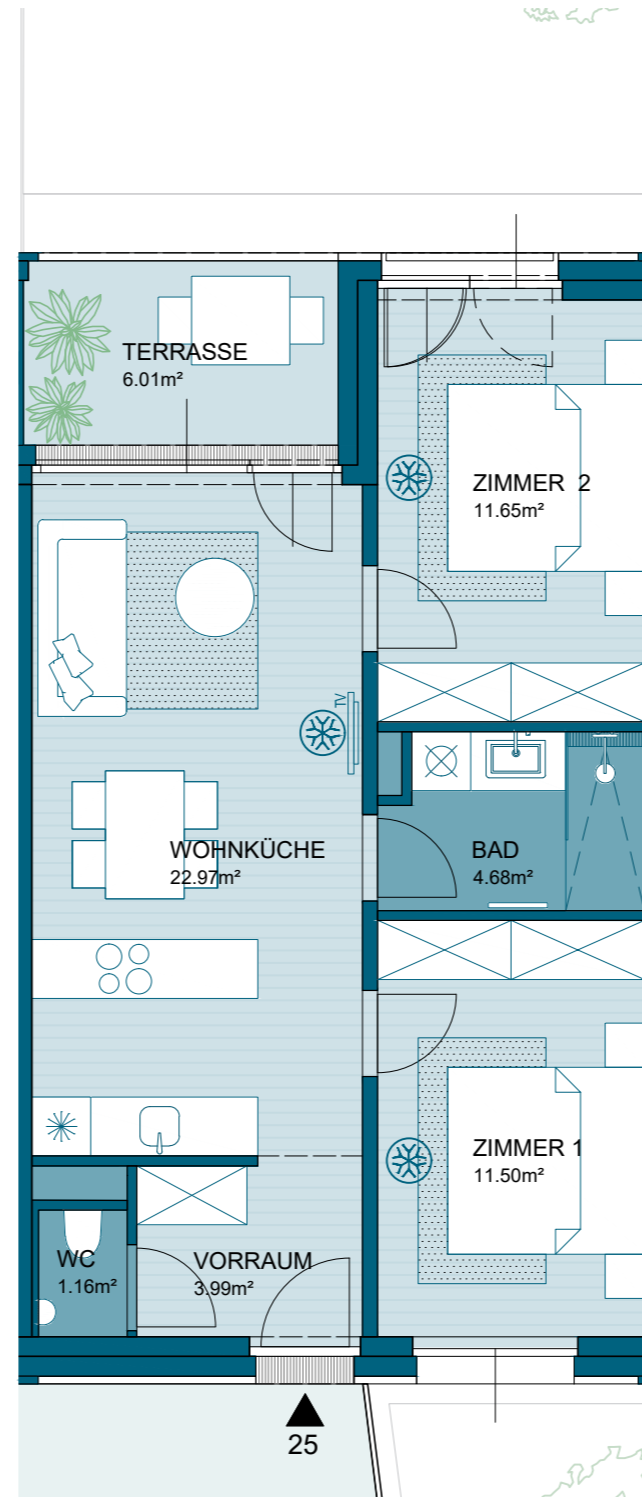 TERRASSE
6.01m²
ZIMMER 2
11.65m²
TV
WOHNKÜCHE
22.97m²
BAD
4.68m²
ZIMMER 1
11.50m²
WC
1.16m²
VORRAUM
3.99m²
25